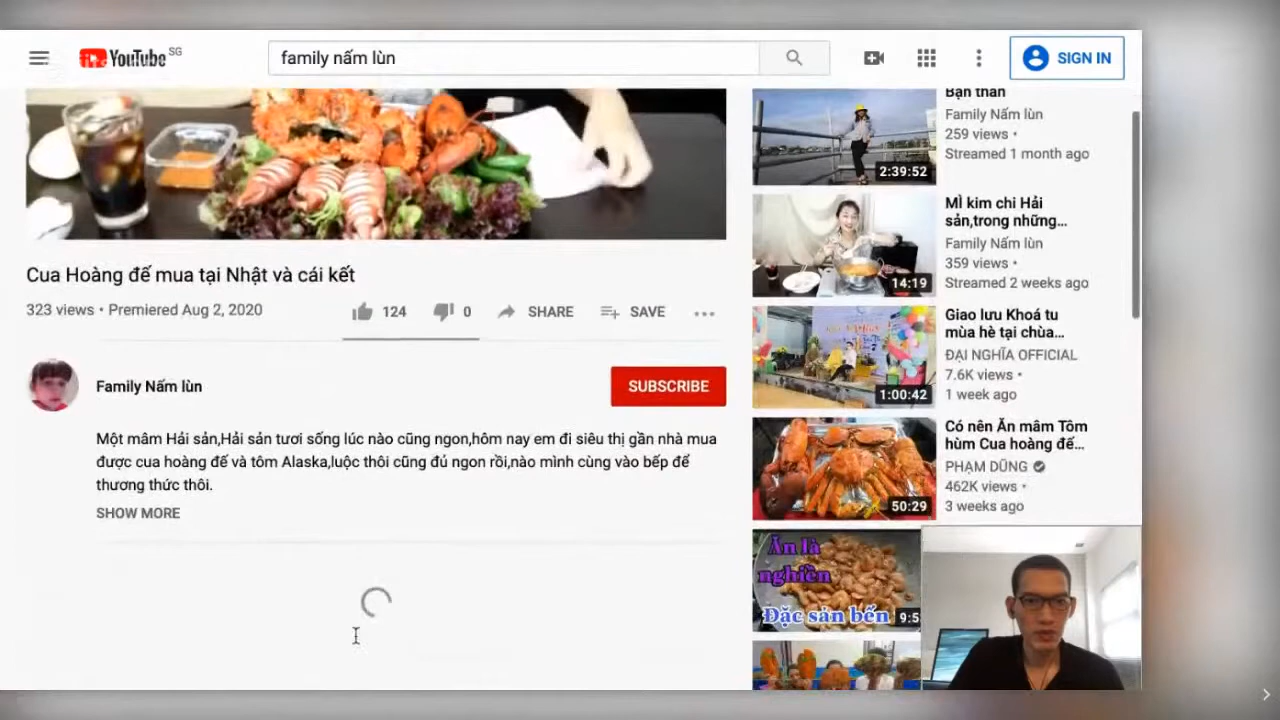 YouTube SG
family nấm lùn
SIGN IN
Cua Hoàng đế mua tại Nhật và cái kết
323 views • Premiered Aug 2, 2020
124
0
SHARE
SAVE
Family Nấm lùn
SUBSCRIBE
Một mâm Hải sản,Hải sản tươi sống lúc nào cũng ngon,hôm nay em đi siêu thị gần nhà mua
được cua hoàng đế và tôm Alaska,luộc thôi cũng đủ ngon rồi,nào mình cùng vào bếp để
thương thức thôi.
SHOW MORE
2:39:52
Bạn thân
Family Nấm lùn
259 views •
Streamed 1 month ago
14:19
MÌ kim chi Hải
sản,trong những...
Family Nấm lùn
359 views •
Streamed 2 weeks ago
1:00:42
Giao lưu Khoá tu
mùa hè tại chùa...
ĐẠI NGHĨA OFFICIAL
7.6K views •
1 week ago
50:29
Có nên Ăn mâm Tôm
hùm Cua hoàng đế...
PHẠM DŨNG
462K views •
3 weeks ago
Ăn là
nghiền
Đặc sản bến
9:5